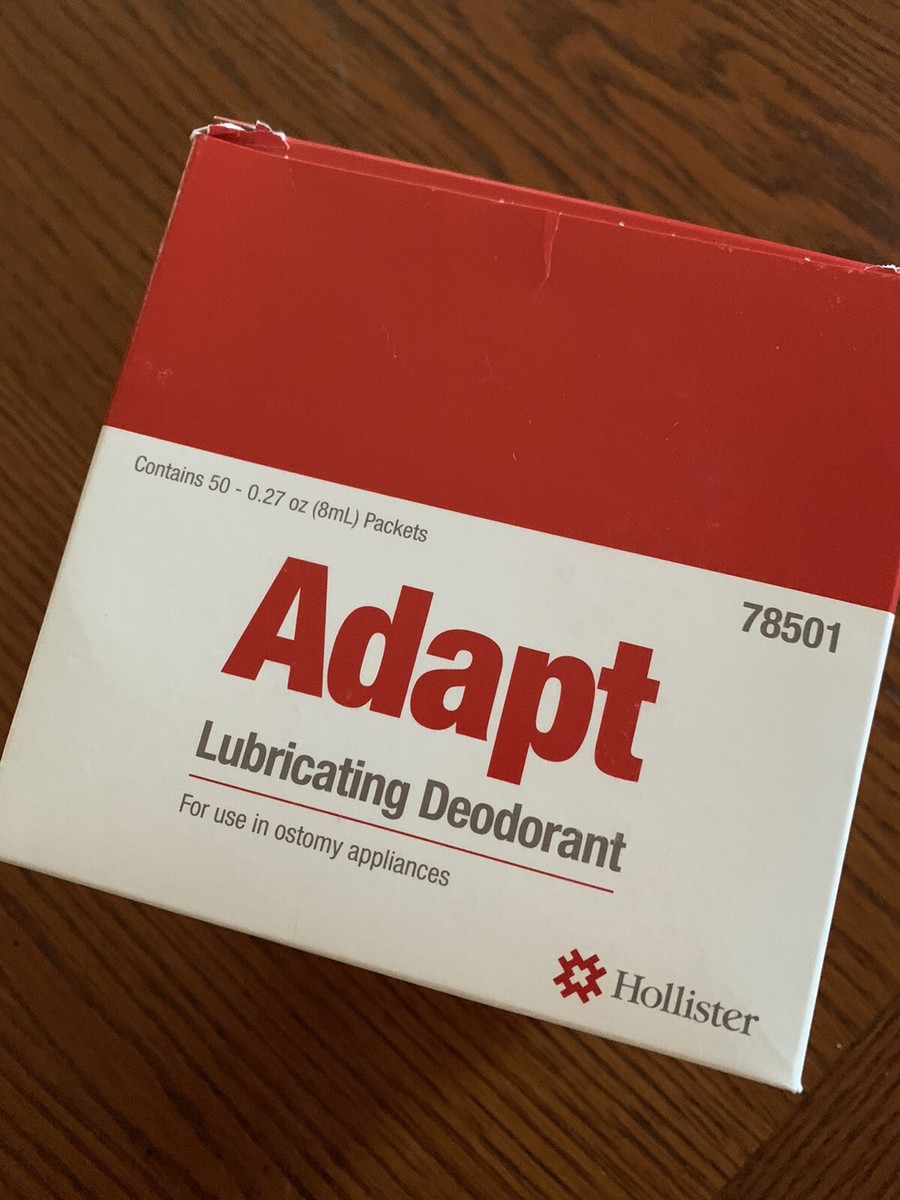 Contains 50 - 0.27 oz (8mL) Packets
78501
Adapt
Lubricating Deodorant
For use in ostomy appliances
Hollister